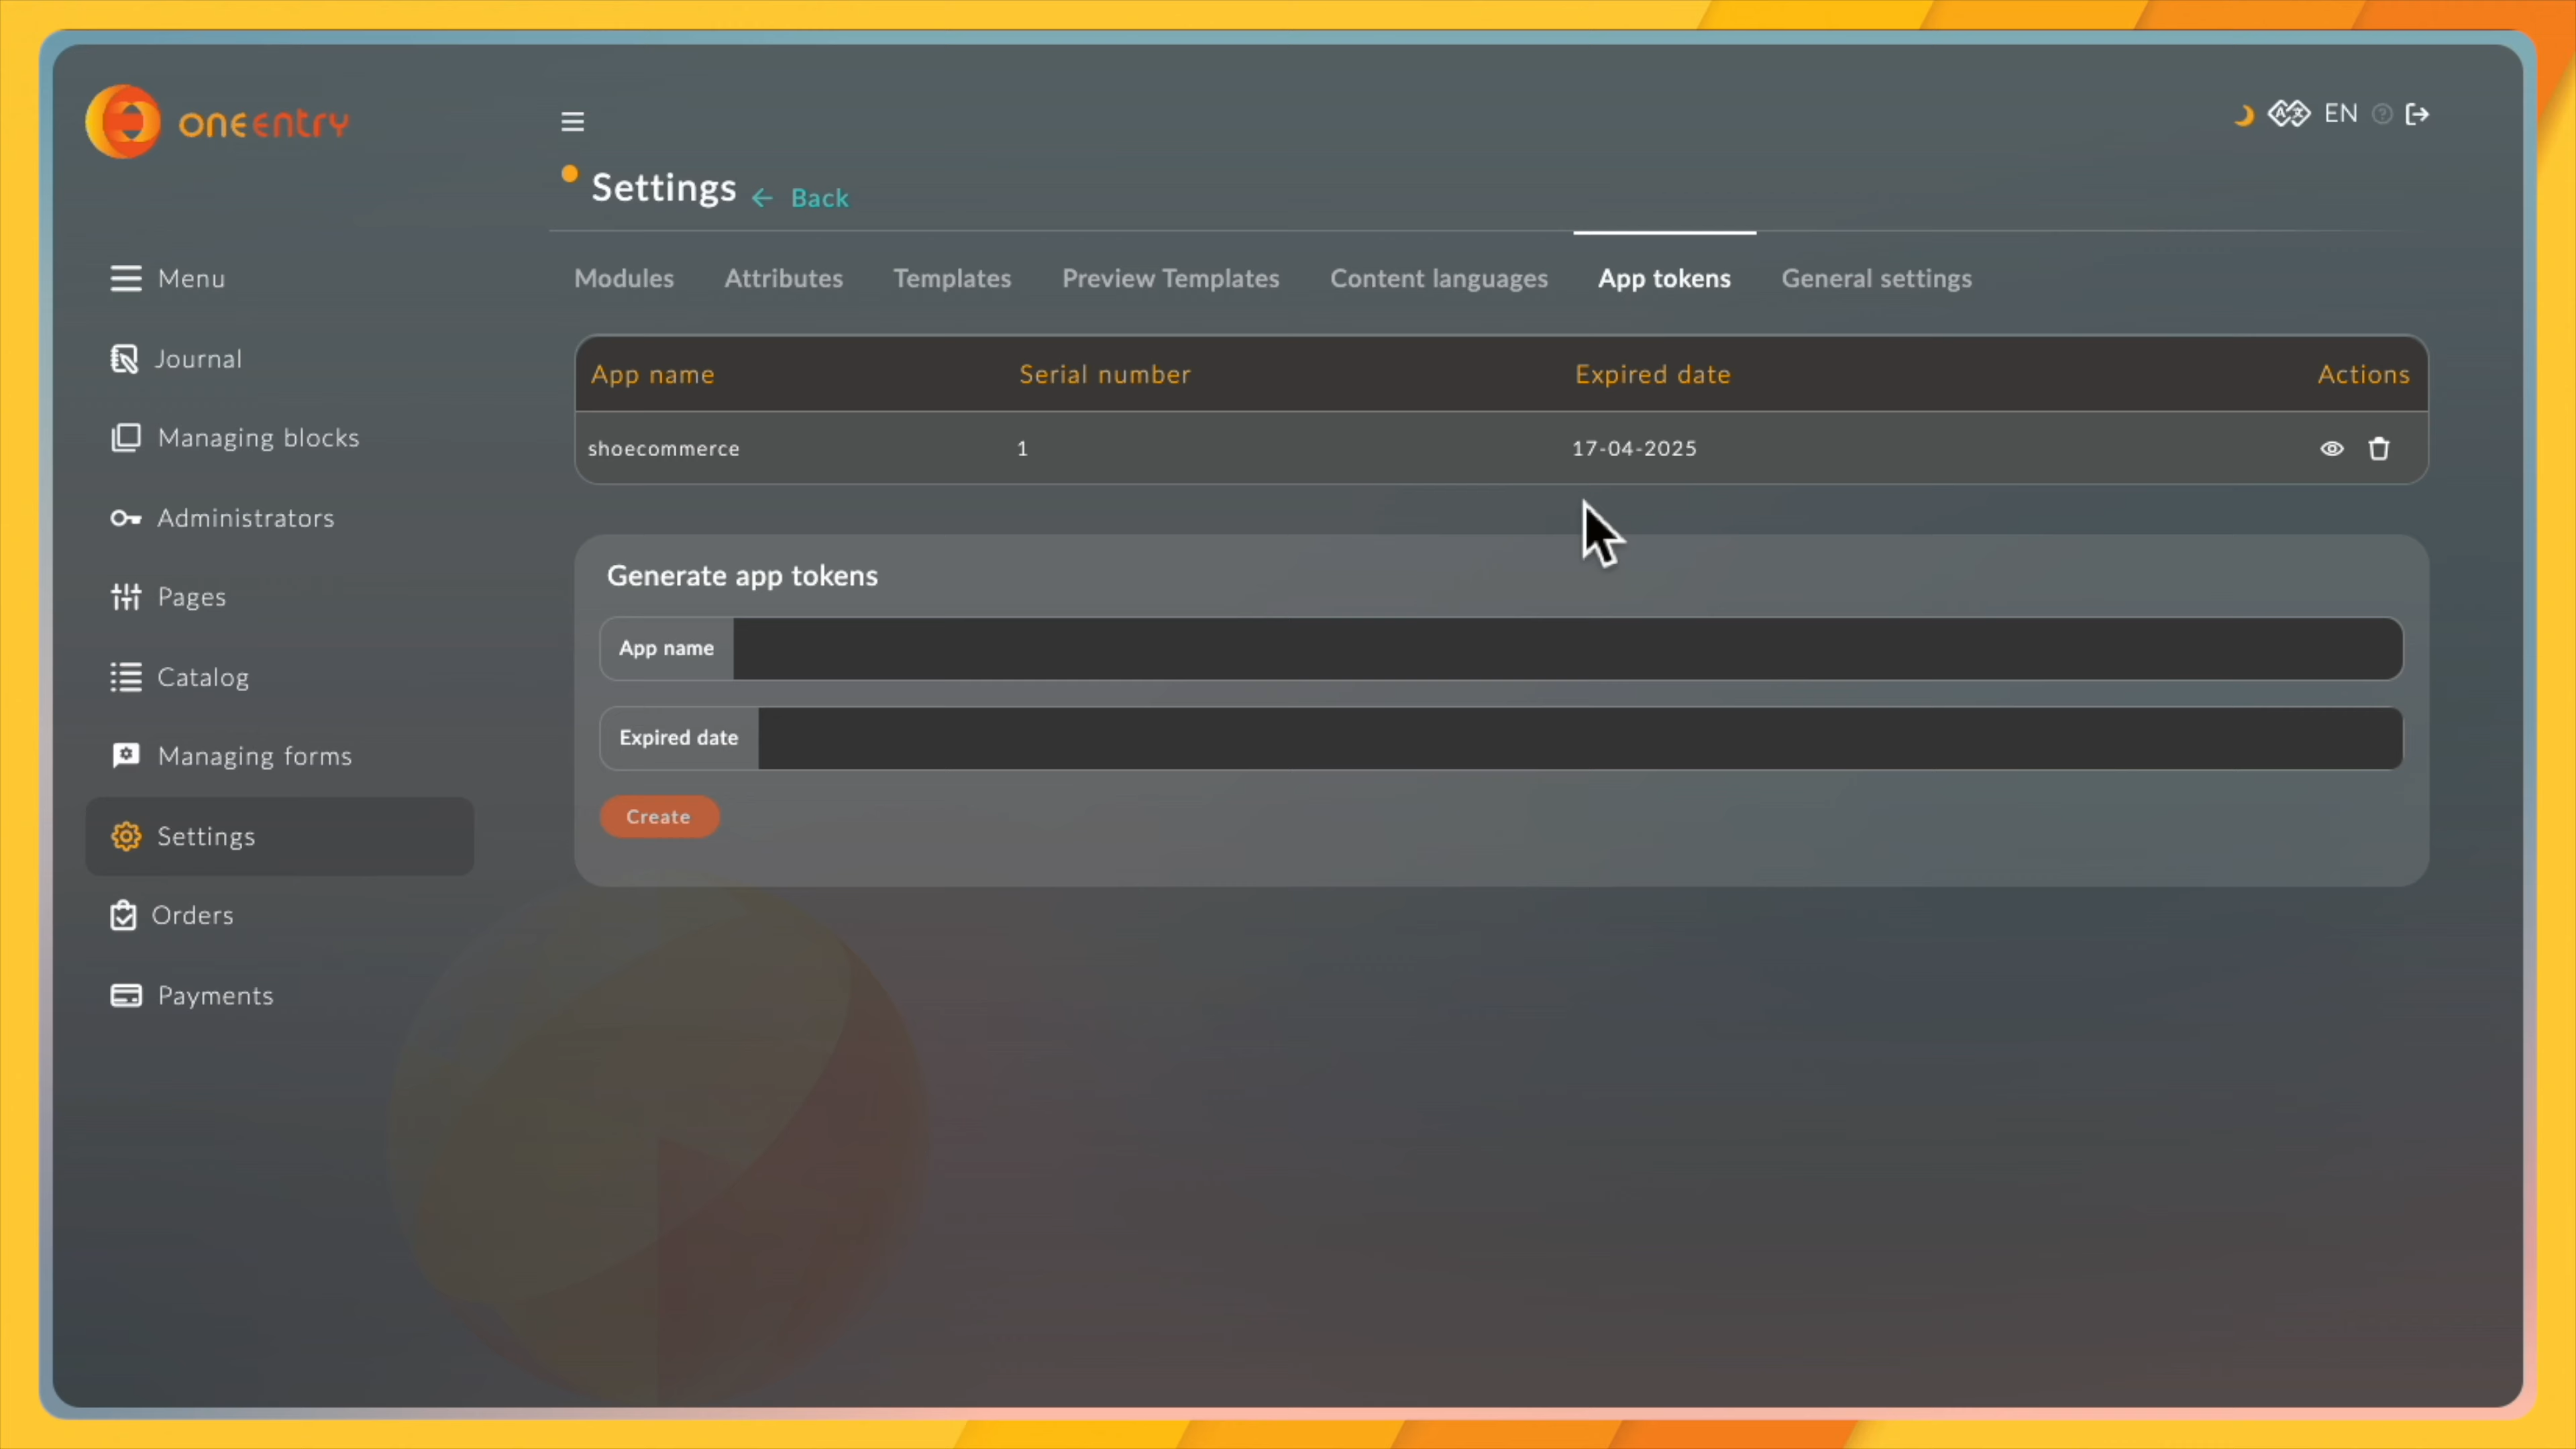 oneentry
EN
Settings ← Back
Menu
Journal
Managing blocks
Administrators
Pages
Catalog
Managing forms
Settings
Orders
Payments
Modules Attributes Templates Preview Templates Content languages App tokens General settings
App name Serial number Expired date Actions
shoecommerce 1 17-04-2025
Generate app tokens
App name
Expired date
Create